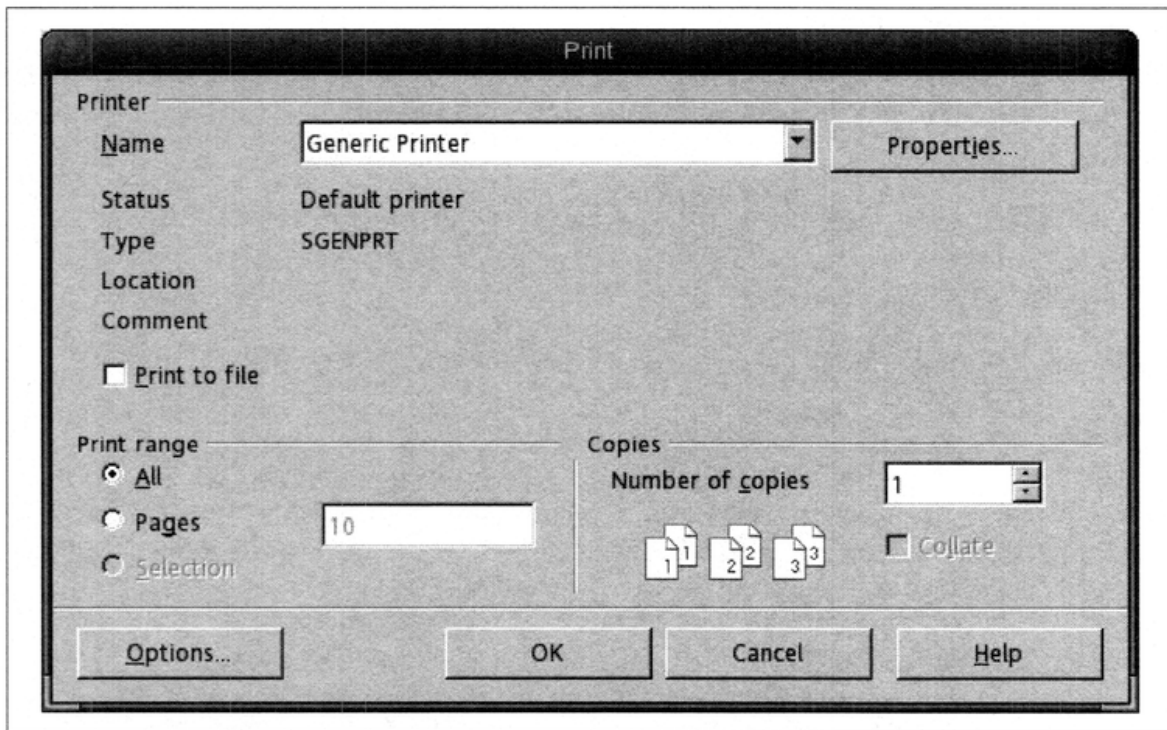 Print
Printer
Name Generic Printer Properties...
Status Default printer
Type SGENPRT
Location
Comment
Print to file
Print range
All
Pages 10
Selection
Copies
Number of copies 1
1 1 2 2 3 3 Collate
Options... OK Cancel Help